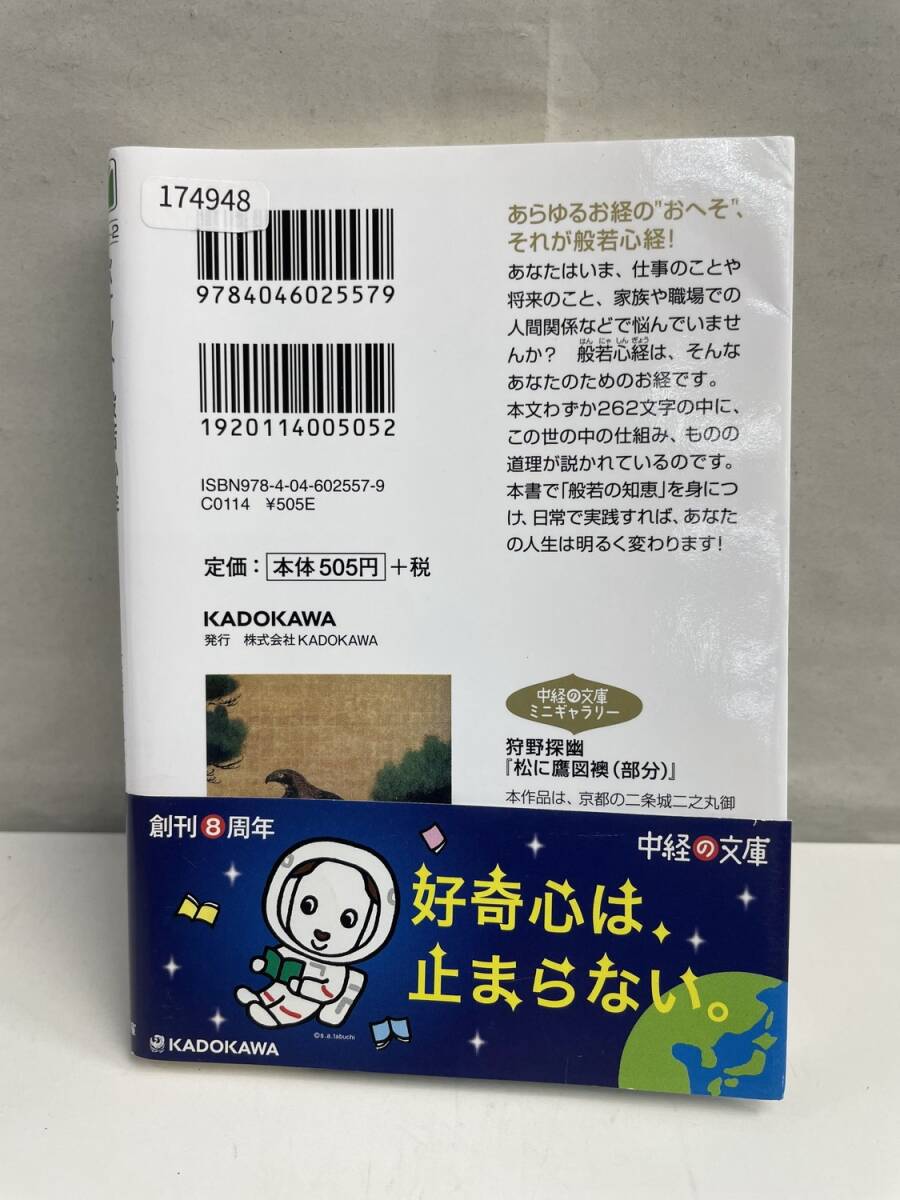 174948
9784046025579
1920114005052
ISBN978-4-04-602557-9
C0114 ¥505E
定価：本体505円＋税
KADOKAWA
発行 株式会社KADOKAWA
あらゆるお経の"おへそ"、
それが般若心経！
あなたはいま、仕事のことや
将来のこと、家族や職場での
人間関係などで悩んでいませ
はん にゃ しん ぎょう
んか？ 般若心経は、そんな
あなたのためのお経です。
本文わずか262文字の中に、
この世の中の仕組み、ものの
道理が説かれているのです。
本書で「般若の知恵」を身につ
け、日常で実践すれば、あなた
の人生は明るく変わります！
中経の文庫
ミニギャラリー
狩野探幽
『松に鷹図襖（部分）』
本作品は、京都の二条城二之丸御
創刊8周年
中経の文庫
好奇心は、
止まらない。
©s.a.tabuchi
KADOKAWA